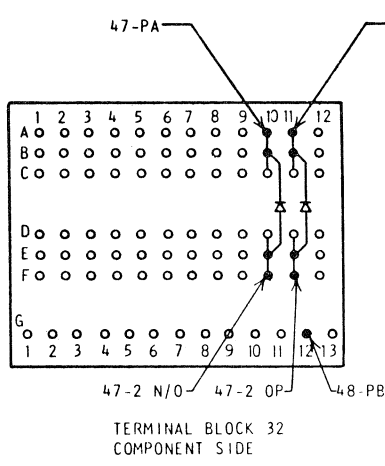 47-PA
1 2 3 4 5 6 7 8 9 10 11 12
A
B
C
D
E
F
G
1 2 3 4 5 6 7 8 9 10 11 12 13
47-2 N/O 47-2 OP 48-PB
TERMINAL BLOCK 32
COMPONENT SIDE